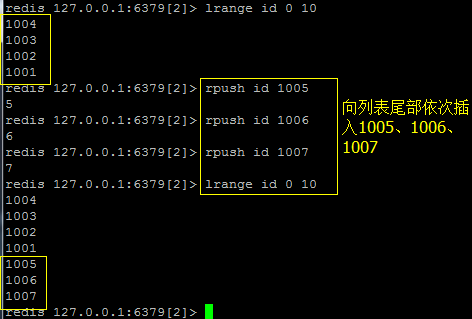 redis 127.0.0.1:6379[2]> lrange id 0 10
1004
1003
1002
1001
redis 127.0.0.1:6379[2]> rpush id 1005
5
redis 127.0.0.1:6379[2]> rpush id 1006
6
redis 127.0.0.1:6379[2]> rpush id 1007
7
redis 127.0.0.1:6379[2]> lrange id 0 10
1004
1003
1002
1001
1005
1006
1007
redis 127.0.0.1:6379[2]>
向列表尾部依次插
入1005、1006、
1007